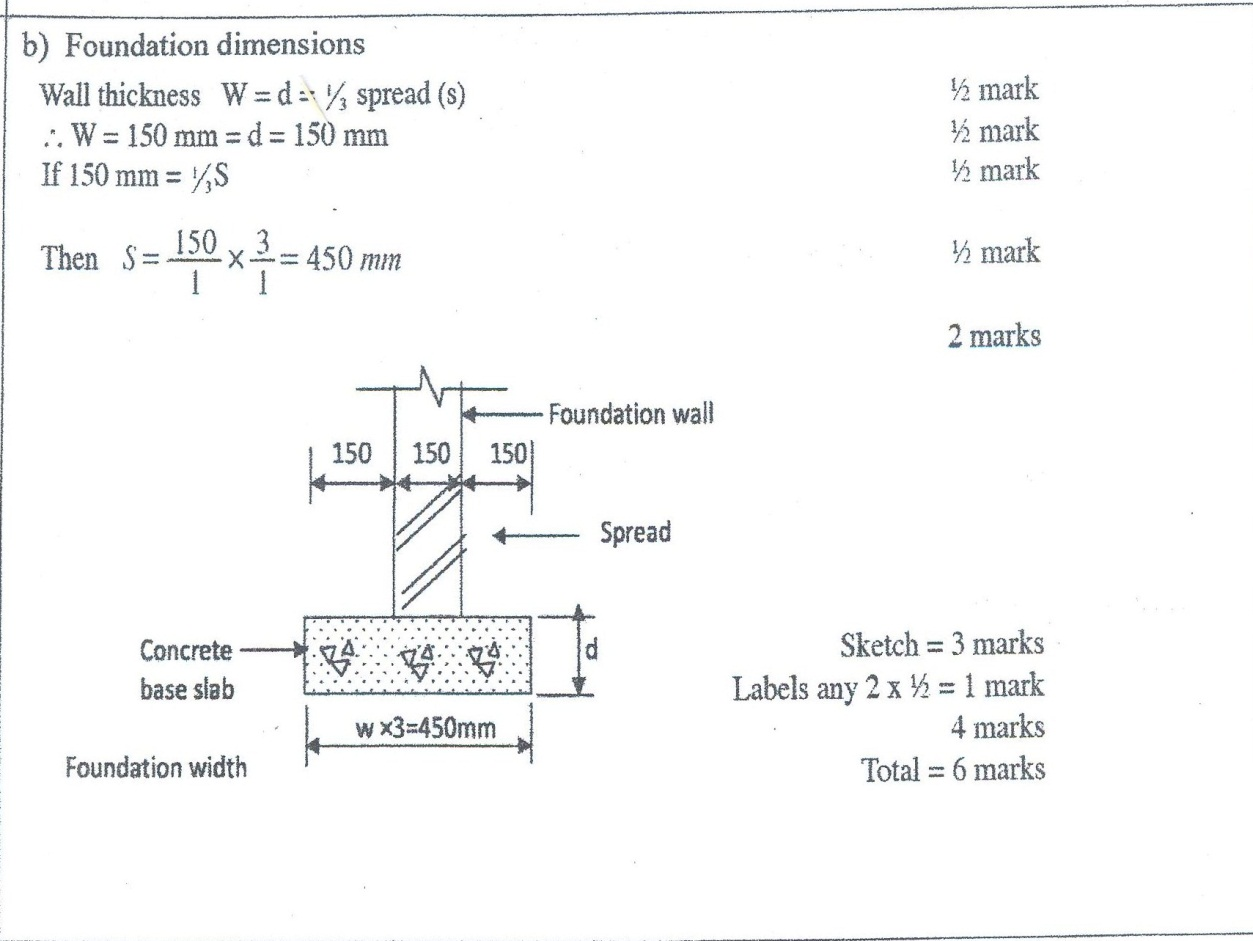 b) Foundation dimensions
Wall thickness W = d = ⅓ spread (s) ½ mark
∴ W = 150 mm = d = 150 mm ½ mark
If 150 mm = ⅓S ½ mark
Then S = 150/1 × 3/1 = 450 mm ½ mark
2 marks
Foundation wall
150 150 150
Spread
Concrete
base slab
d
w ×3=450mm
Foundation width
Sketch = 3 marks
Labels any 2 x ½ = 1 mark
4 marks
Total = 6 marks